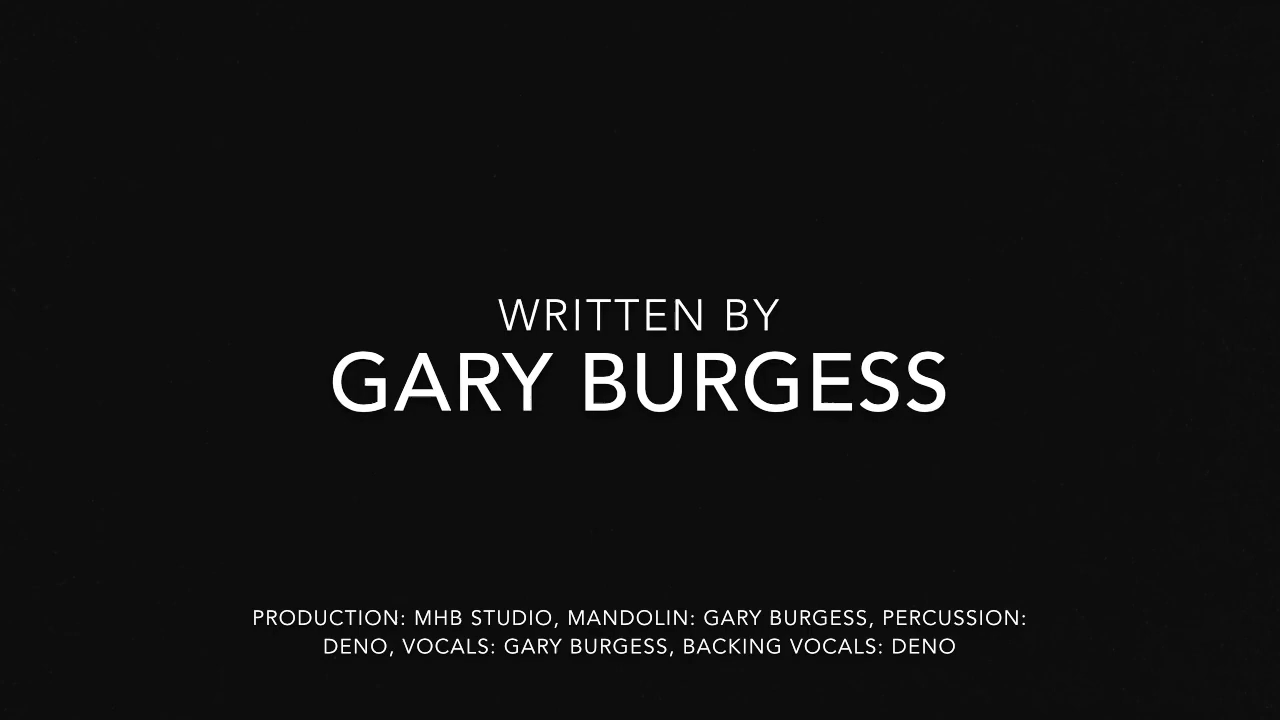 WRITTEN BY
GARY BURGESS
PRODUCTION: MHB STUDIO, MANDOLIN: GARY BURGESS, PERCUSSION:
DENO, VOCALS: GARY BURGESS, BACKING VOCALS: DENO